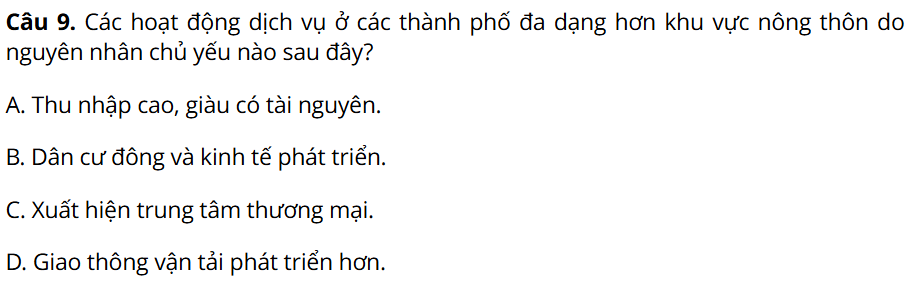 Câu 9. Các hoạt động dịch vụ ở các thành phố đa dạng hơn khu vực nông thôn do
nguyên nhân chủ yếu nào sau đây?
A. Thu nhập cao, giàu có tài nguyên.
B. Dân cư đông và kinh tế phát triển.
C. Xuất hiện trung tâm thương mại.
D. Giao thông vận tải phát triển hơn.